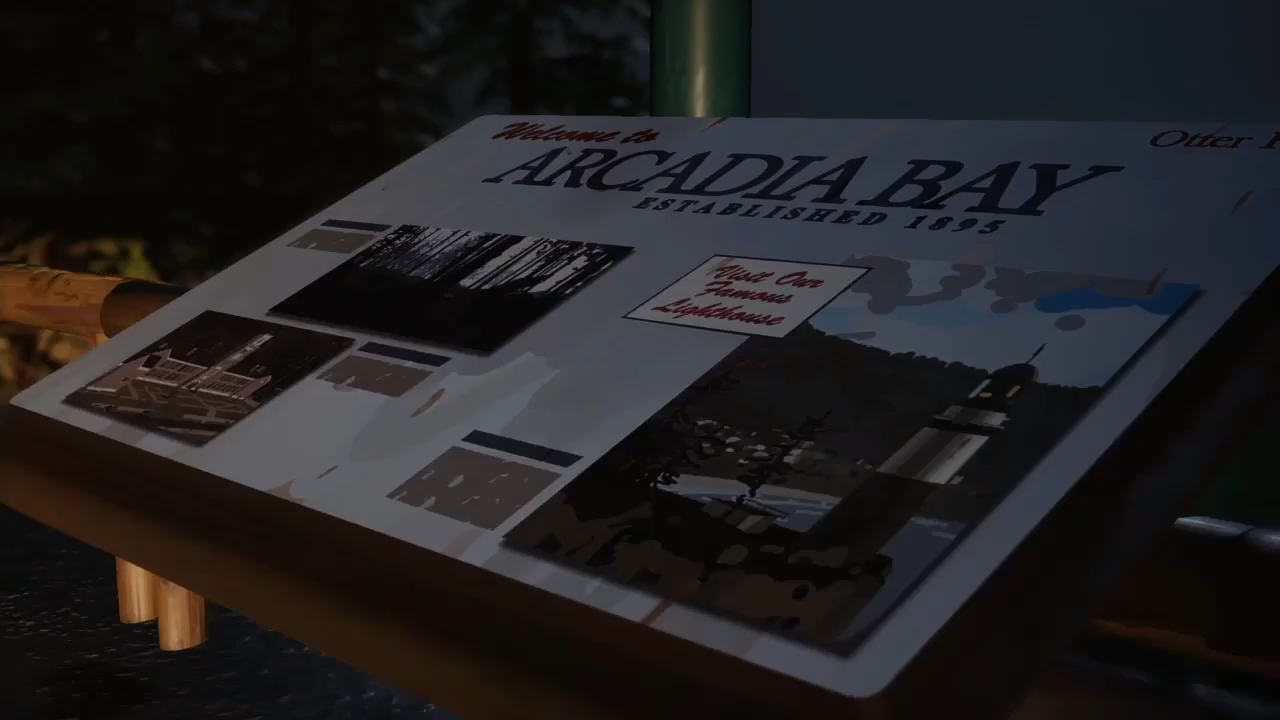 Welcome to
ARCADIA BAY
ESTABLISHED 1895
Otter
Visit Our
Famous
Lighthouse